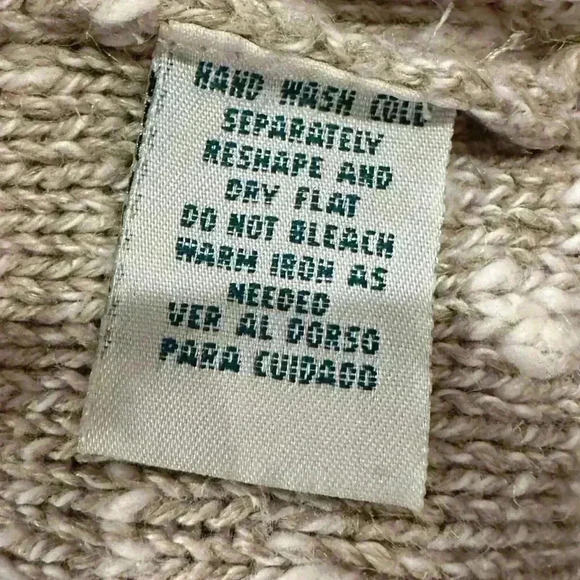 HAND WASH COLD
SEPARATELY
RESHAPE AND
DRY FLAT
DO NOT BLEACH
WARM IRON AS
NEEDED
VER AL DORSO
PARA CUIDADO